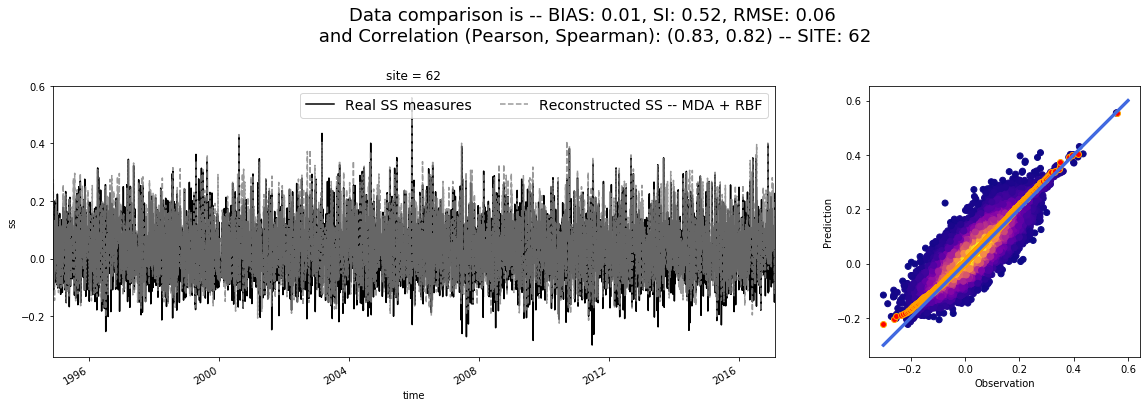 Data comparison is -- BIAS: 0.01, SI: 0.52, RMSE: 0.06
and Correlation (Pearson, Spearman): (0.83, 0.82) -- SITE: 62
site = 62
Real SS measures
Reconstructed SS -- MDA + RBF
0.6
0.4
0.2
0.0
−0.2
ss
1996
2000
2004
2008
2012
2016
time
0.6
0.4
0.2
0.0
−0.2
Prediction
−0.2
0.0
0.2
0.4
0.6
Observation